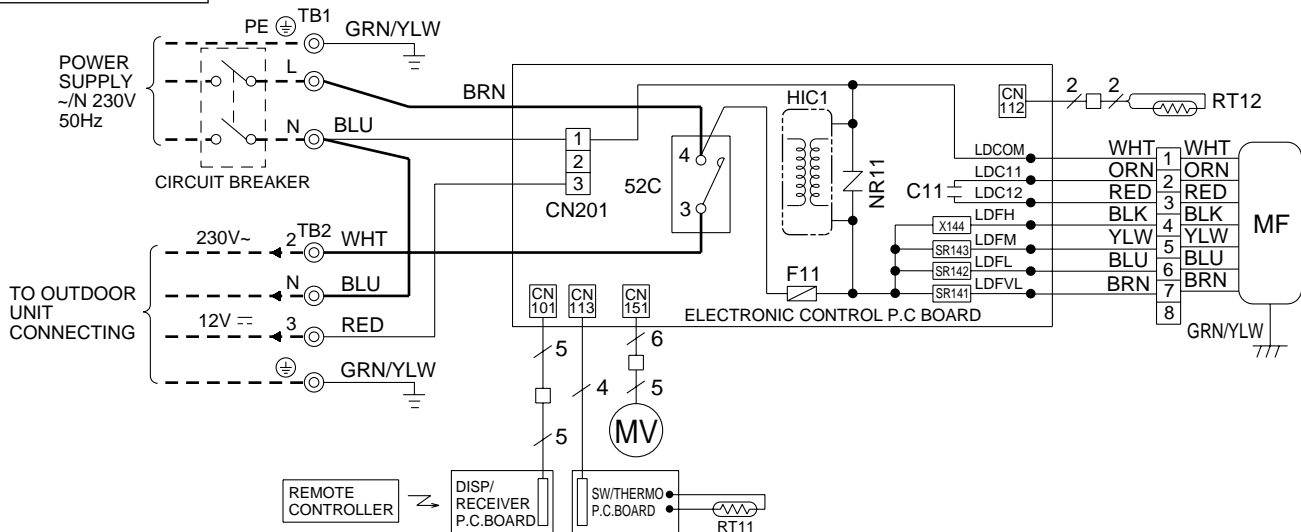 PE TB1 GRN/YLW
POWER
SUPPLY
~/N 230V
50Hz
L
BRN
N BLU
CIRCUIT BREAKER
1
2
3
CN201
52C
4
3
HIC1
NR11
CN
112
2 2
RT12
LDCOM
LDC11
C11
LDC12
LDFH
X144
LDFM
SR143
LDFL
SR142
LDFVL
SR141
WHT 1 WHT
ORN 2 ORN
RED 3 RED
BLK 4 BLK
YLW 5 YLW
BLU 6 BLU
BRN 7 BRN
8
MF
GRN/YLW
F11
ELECTRONIC CONTROL P.C BOARD
230V~ 2 TB2 WHT
TO OUTDOOR
UNIT
CONNECTING
N BLU
12V 3 RED
GRN/YLW
CN
101
CN
113
CN
151
5
4
6
5
5
MV
REMOTE
CONTROLLER
DISP/
RECEIVER
P.C.BOARD
SW/THERMO
P.C.BOARD
RT11